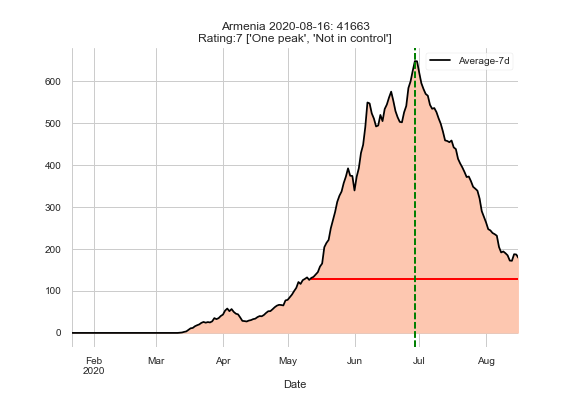 Armenia 2020-08-16: 41663
Rating:7 ['One peak', 'Not in control']
Average-7d
600
500
400
300
200
100
0
Feb
2020
Mar
Apr
May
Jun
Jul
Aug
Date